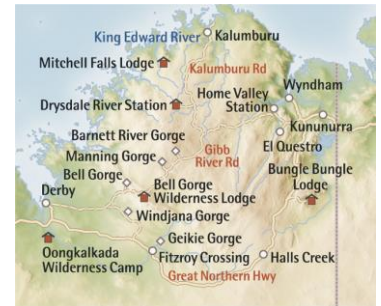 King Edward River
Kalumburu
Mitchell Falls Lodge
Kalumburu Rd
Drysdale River Station
Home Valley
Station
Wyndham
Kununurra
Barnett River Gorge
Gibb
River Rd
El Questro
Manning Gorge
Bell Gorge
Bungle Bungle
Lodge
Derby
Bell Gorge
Wilderness Lodge
Windjana Gorge
Geikie Gorge
Oongkalkada
Wilderness Camp
Fitzroy Crossing
Halls Creek
Great Northern Hwy